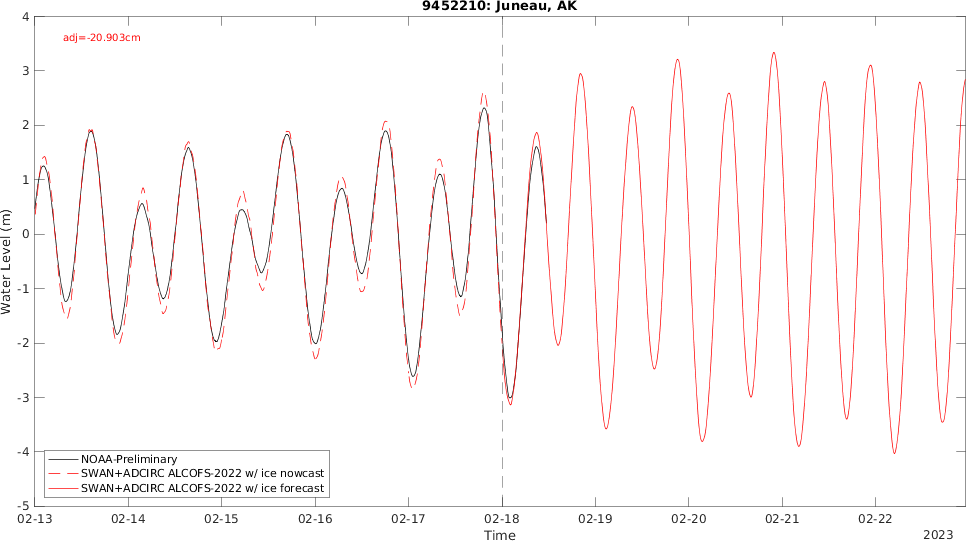 9452210: Juneau, AK
adj=-20.903cm
4
3
2
1
0
-1
-2
-3
-4
-5
Water Level (m)
NOAA-Preliminary
SWAN+ADCIRC ALCOFS-2022 w/ ice nowcast
SWAN+ADCIRC ALCOFS-2022 w/ ice forecast
02-13 02-14 02-15 02-16 02-17 02-18 02-19 02-20 02-21 02-22
Time
2023